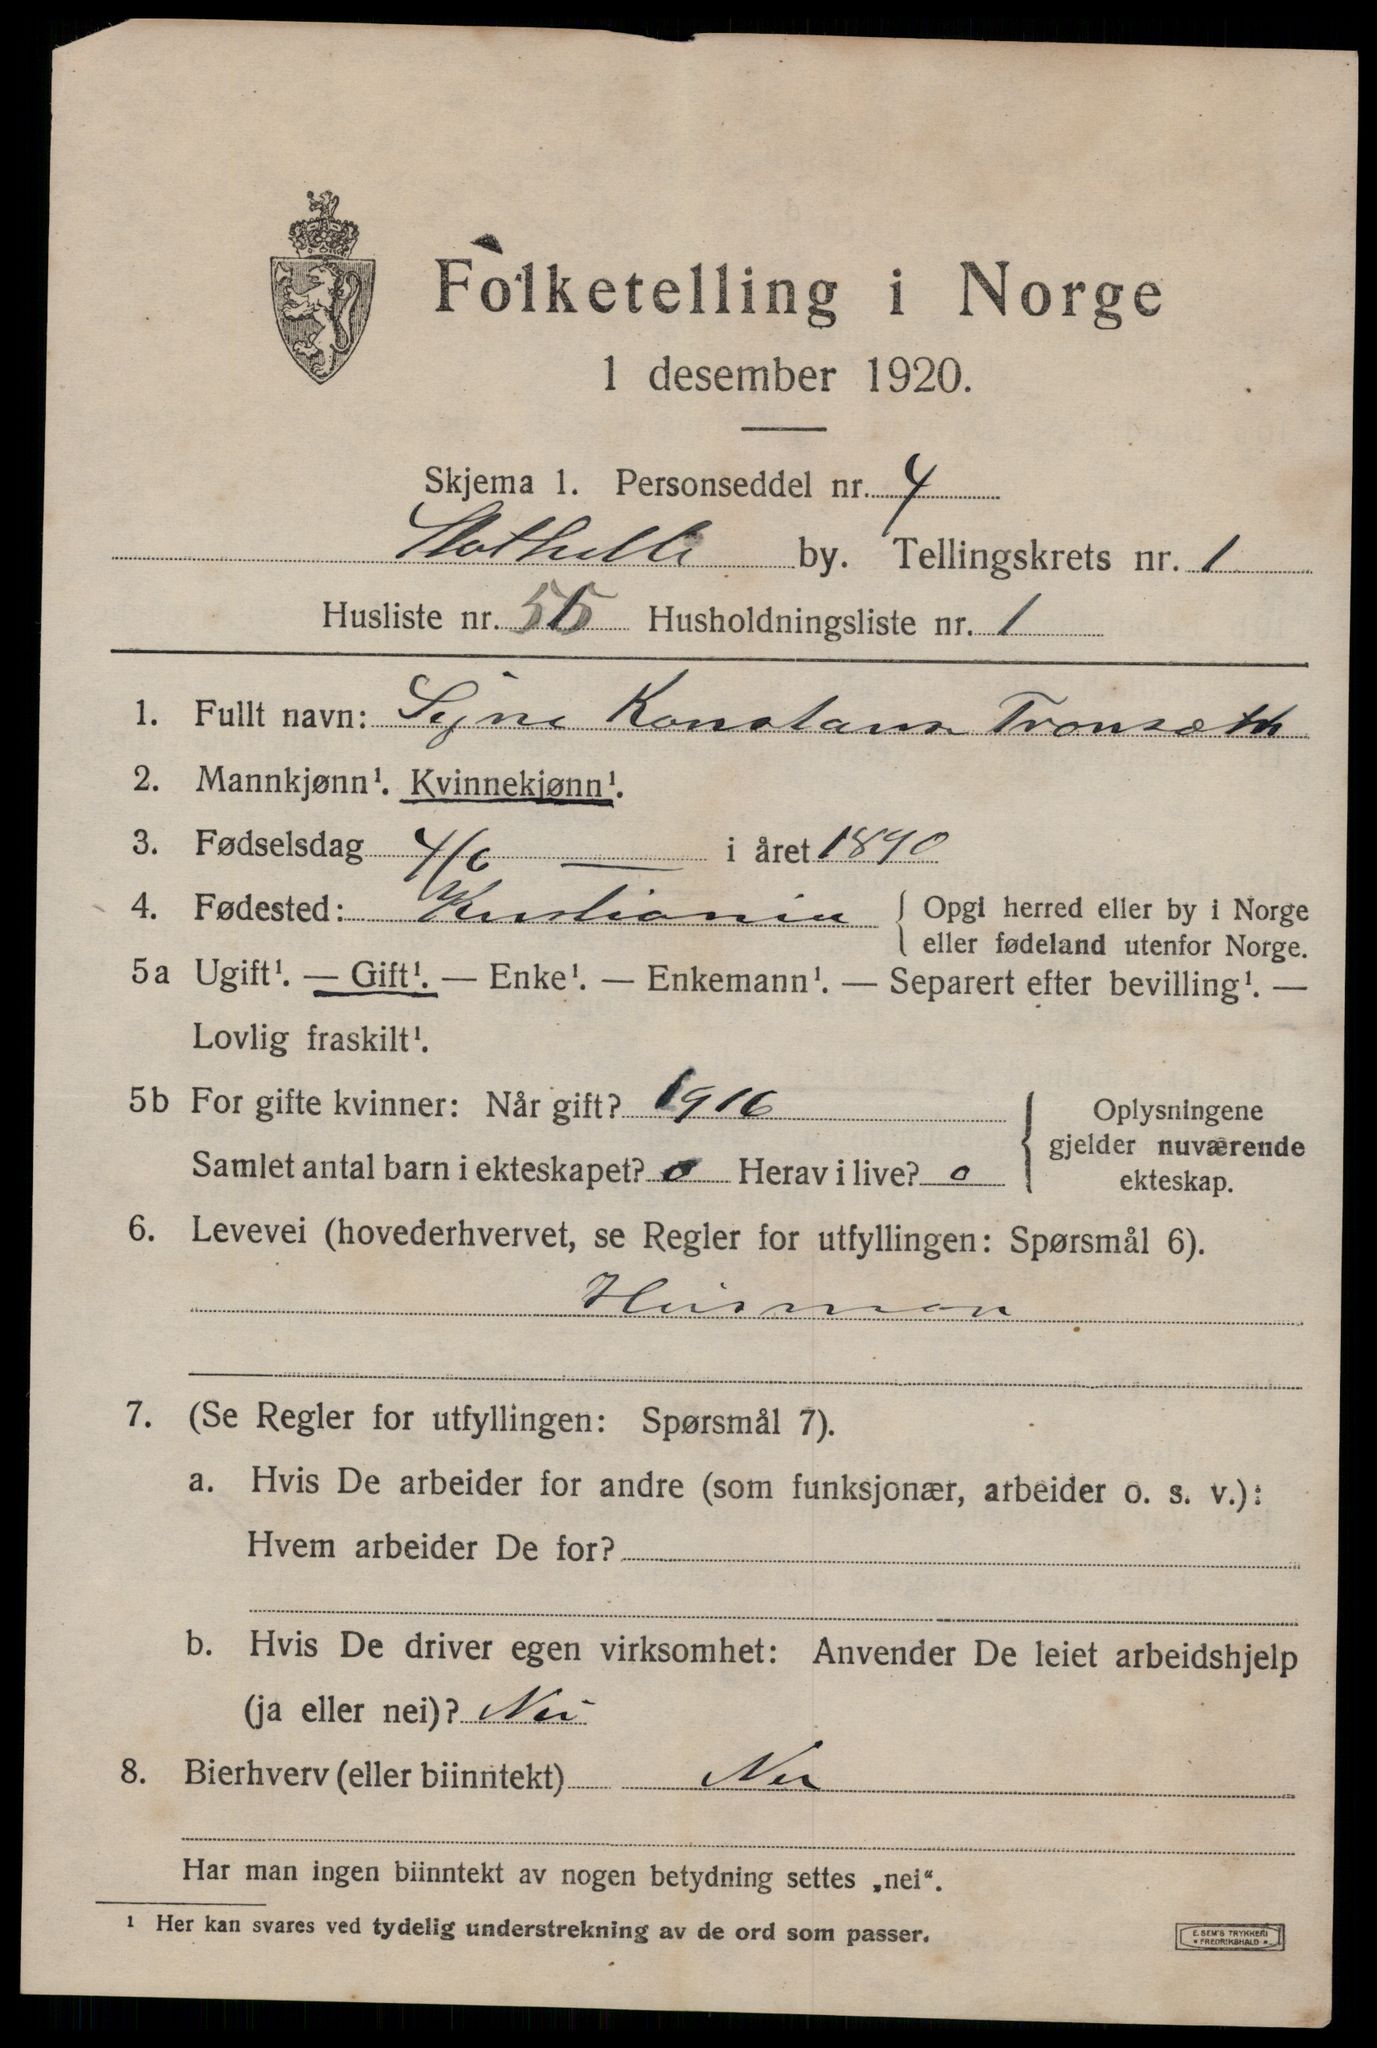 Folketelling i Norge
1 desember 1920.
Skjema 1. Personseddel nr. 4
Stathelle by. Tellingskrets nr. 1
Husliste nr. 55 Husholdningsliste nr. 1
1. Fullt navn: Signe Konstanse Tronsæth
2. Mannkjønn¹. Kvinnekjønn¹.
3. Fødselsdag 4/6 — i året 1890
4. Fødested: Kristiania { Opgi herred eller by i Norge
eller fødeland utenfor Norge.
5a Ugift¹. — Gift¹. — Enke¹. — Enkemann¹. — Separert efter bevilling¹. —
Lovlig fraskilt¹.
5b For gifte kvinner: Når gift? 1916
Samlet antal barn i ekteskapet? 0 Herav i live? 0
Oplysningene
gjelder nuværende
ekteskap.
6. Levevei (hovederhvervet, se Regler for utfyllingen: Spørsmål 6).
Husmor
7. (Se Regler for utfyllingen: Spørsmål 7).
a. Hvis De arbeider for andre (som funksjonær, arbeider o. s. v.):
Hvem arbeider De for?
b. Hvis De driver egen virksomhet: Anvender De leiet arbeidshjelp
(ja eller nei)? Nei
8. Bierhverv (eller biinntekt) Nei
Har man ingen biinntekt av nogen betydning settes „nei“.
¹ Her kan svares ved tydelig understrekning av de ord som passer.
E. SEM'S TRYKKERI
* FREDRIKSHALD *